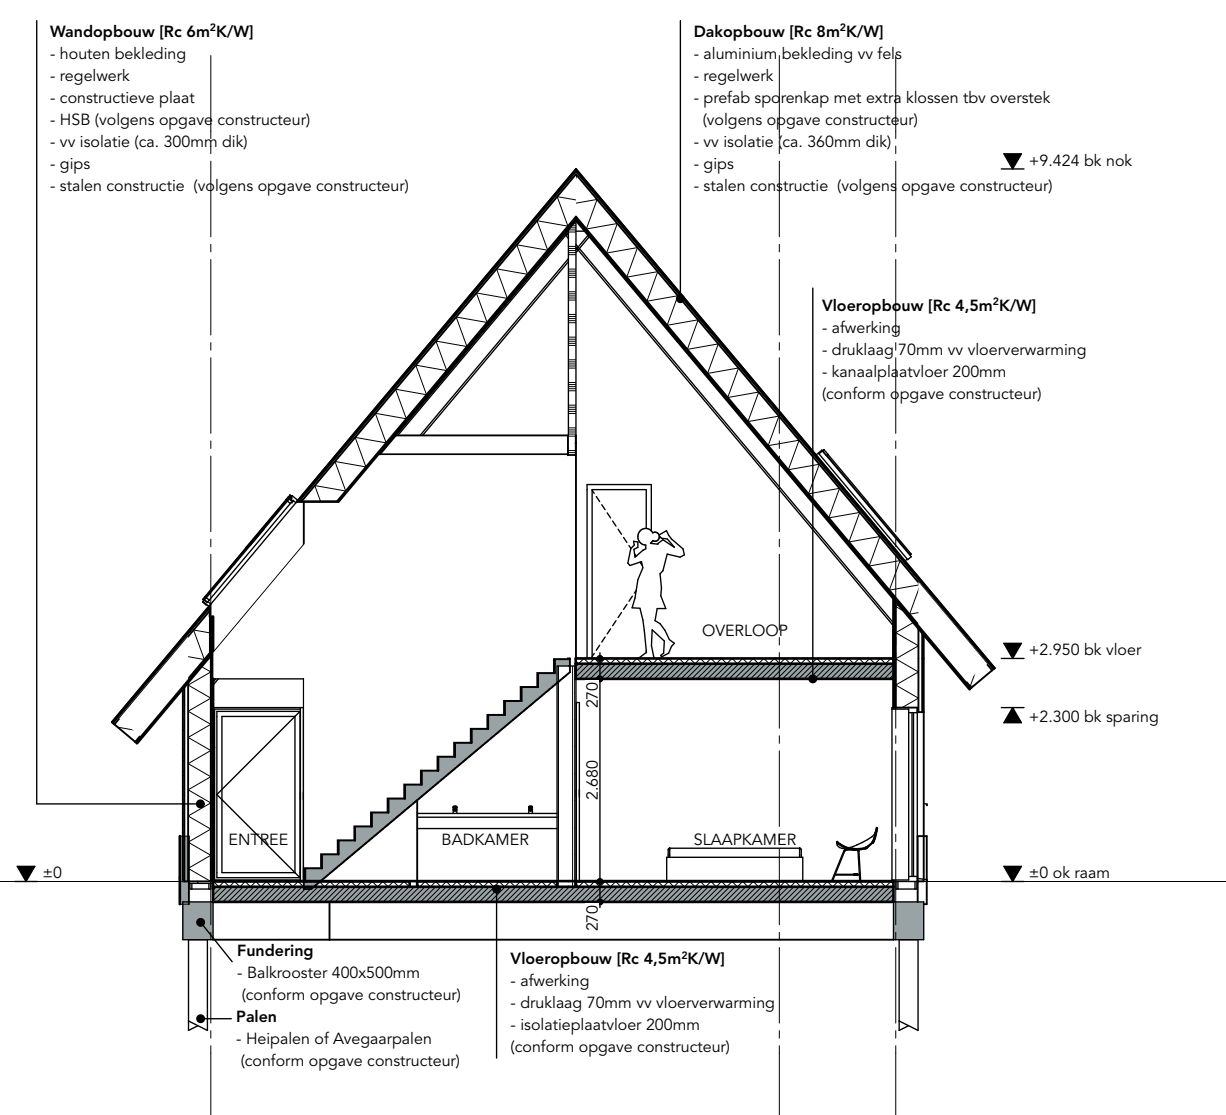 Wandopbouw [Rc 6m²K/W]
- houten bekleding
- regelwerk
- constructieve plaat
- HSB (volgens opgave constructeur)
- vv isolatie (ca. 300mm dik)
- gips
- stalen constructie (volgens opgave constructeur)
Dakopbouw [Rc 8m²K/W]
- aluminium bekleding vv fels
- regelwerk
- prefab sporenkap met extra klossen tbv overstek
(volgens opgave constructeur)
- vv isolatie (ca. 360mm dik)
- gips
- stalen constructie (volgens opgave constructeur)
+9.424 bk nok
Vloeropbouw [Rc 4,5m²K/W]
- afwerking
- druklaag 70mm vv vloerverwarming
- kanaalplaatvloer 200mm
(conform opgave constructeur)
OVERLOOP
+2.950 bk vloer
270
+2.300 bk sparing
2.680
ENTREE
BADKAMER
SLAAPKAMER
±0
±0 ok raam
270
Fundering
- Balkrooster 400x500mm
(conform opgave constructeur)
Palen
- Heipalen of Avegaarpalen
(conform opgave constructeur)
Vloeropbouw [Rc 4,5m²K/W]
- afwerking
- druklaag 70mm vv vloerverwarming
- isolatieplaatvloer 200mm
(conform opgave constructeur)